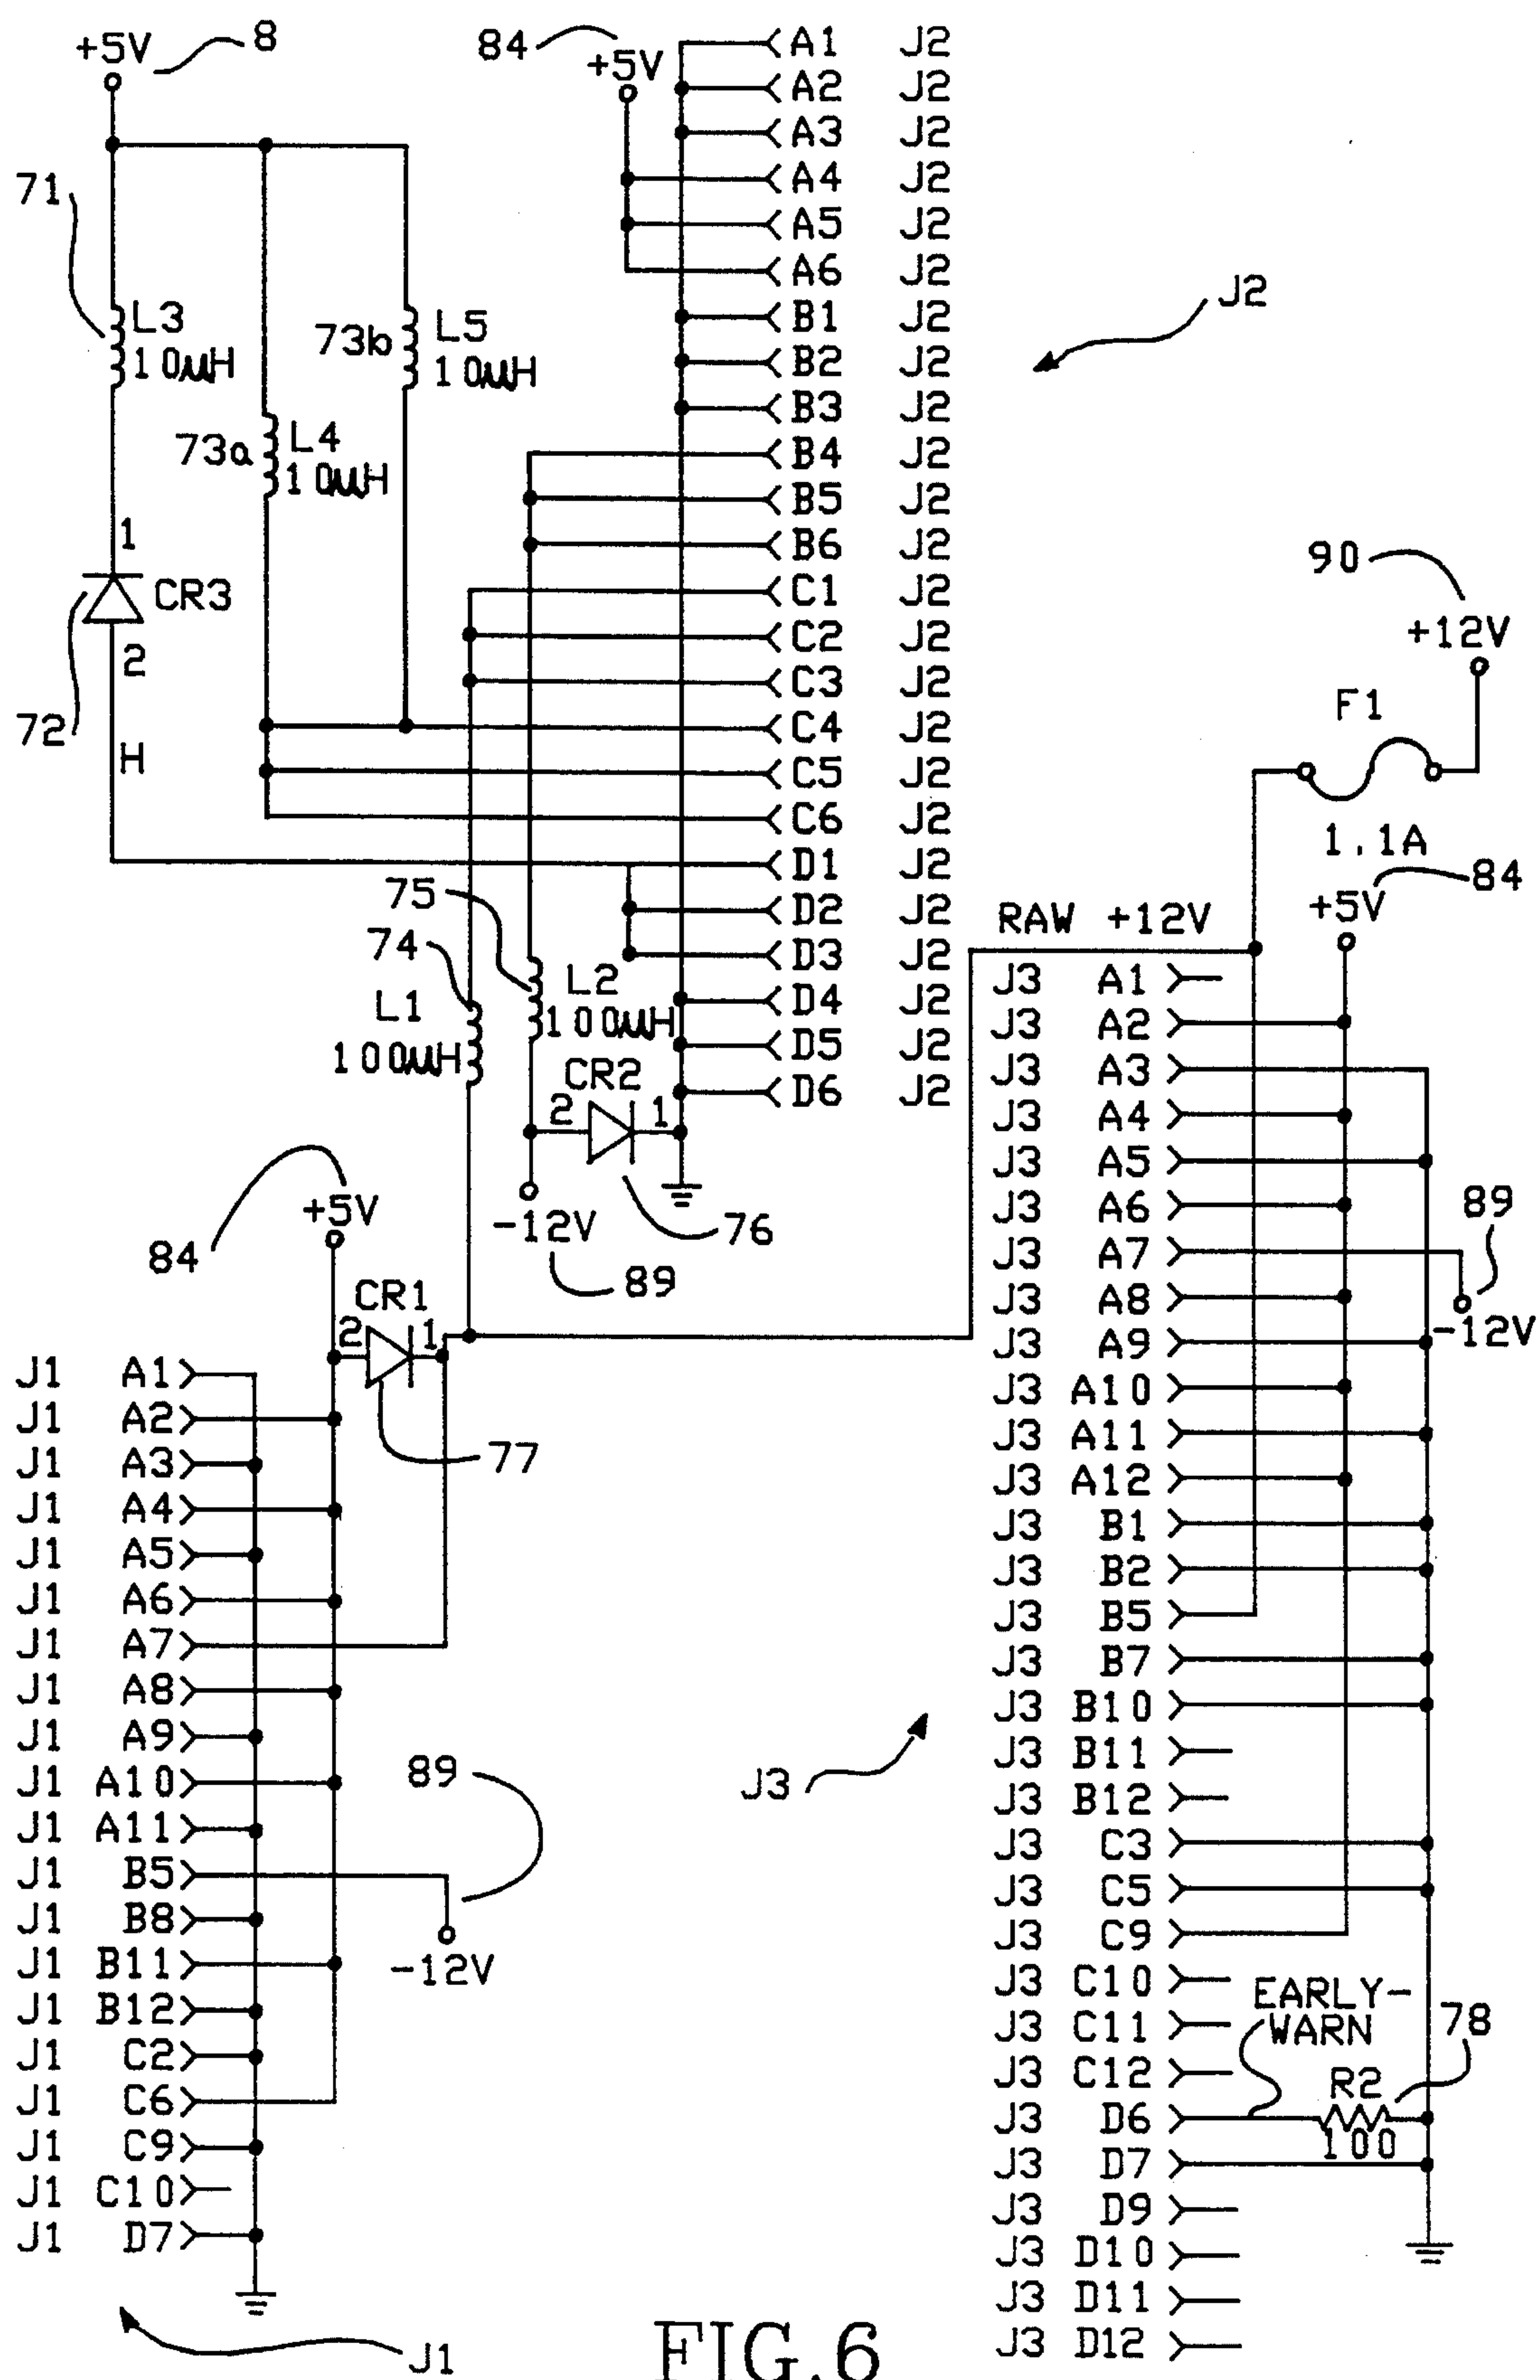 +5V 8
84 +5V
A1 J2
A2 J2
A3 J2
A4 J2
A5 J2
A6 J2
B1 J2
B2 J2
B3 J2
B4 J2
B5 J2
B6 J2
C1 J2
C2 J2
C3 J2
C4 J2
C5 J2
C6 J2
D1 J2
D2 J2
D3 J2
D4 J2
D5 J2
D6 J2
J2
71
L3
10µH
73b
L5
10µH
73a
L4
10µH
1
CR3
2
72
H
75
74
L1
100µH
L2
100µH
CR2
2 1
-12V
76
89
90
+12V
F1
1.1A
84
+5V
RAW +12V
84
+5V
CR1
2 1
77
J1 A1
J1 A2
J1 A3
J1 A4
J1 A5
J1 A6
J1 A7
J1 A8
J1 A9
J1 A10
J1 A11
J1 B5
J1 B8
J1 B11
J1 B12
J1 C2
J1 C6
J1 C9
J1 C10
J1 D7
89
-12V
J1
J3 A1
J3 A2
J3 A3
J3 A4
J3 A5
J3 A6
J3 A7
J3 A8
J3 A9
J3 A10
J3 A11
J3 A12
J3 B1
J3 B2
J3 B5
J3 B7
J3 B10
J3 B11
J3 B12
J3 C3
J3 C5
J3 C9
J3 C10
J3 C11
J3 C12
J3 D6
J3 D7
J3 D9
J3 D10
J3 D11
J3 D12
89
-12V
J3
EARLY-
WARN
78
R2
100
FIG.6